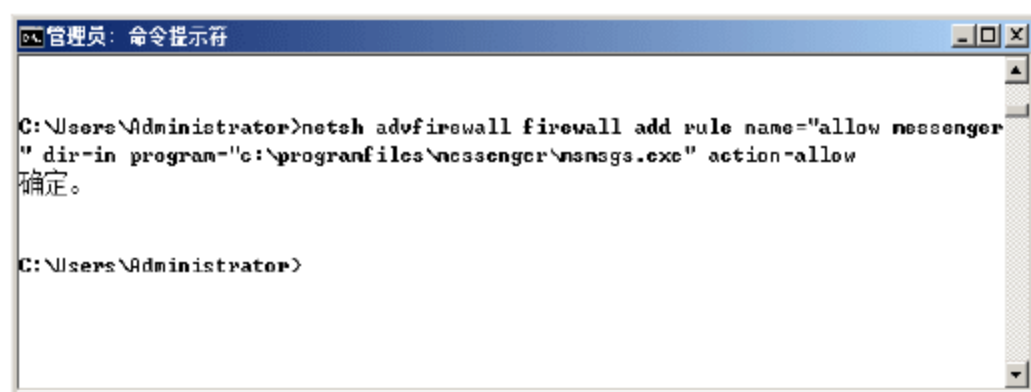 管理员: 命令提示符
C:\Users\Administrator>netsh advfirewall firewall add rule name="allow messenger
" dir=in program="c:\programfiles\messenger\msmsgs.exe" action=allow
确定。
C:\Users\Administrator>